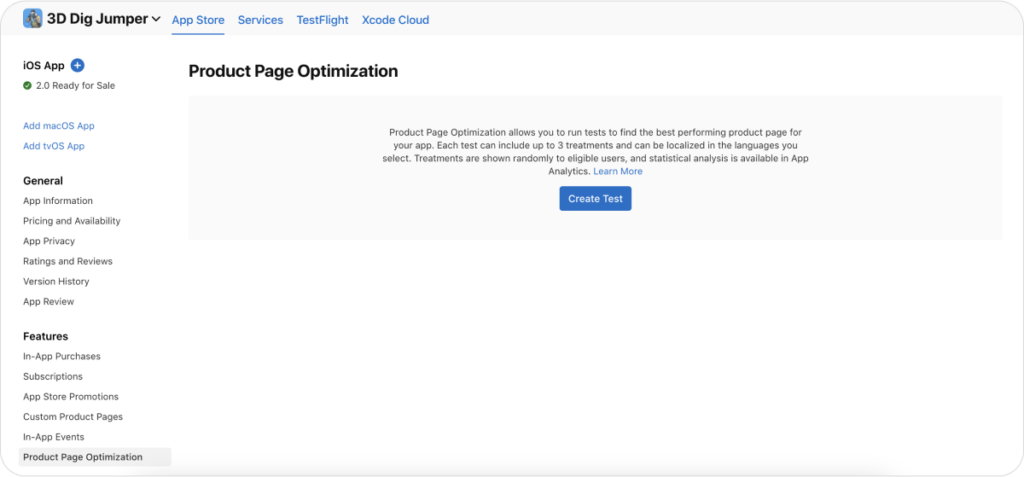 3D Dig Jumper App Store Services TestFlight Xcode Cloud
iOS App
2.0 Ready for Sale
Add macOS App
Add tvOS App
General
App Information
Pricing and Availability
App Privacy
Ratings and Reviews
Version History
App Review
Features
In-App Purchases
Subscriptions
App Store Promotions
Custom Product Pages
In-App Events
Product Page Optimization
Product Page Optimization
Product Page Optimization allows you to run tests to find the best performing product page for
your app. Each test can include up to 3 treatments and can be localized in the languages you
select. Treatments are shown randomly to eligible users, and statistical analysis is available in App
Analytics. Learn More
Create Test